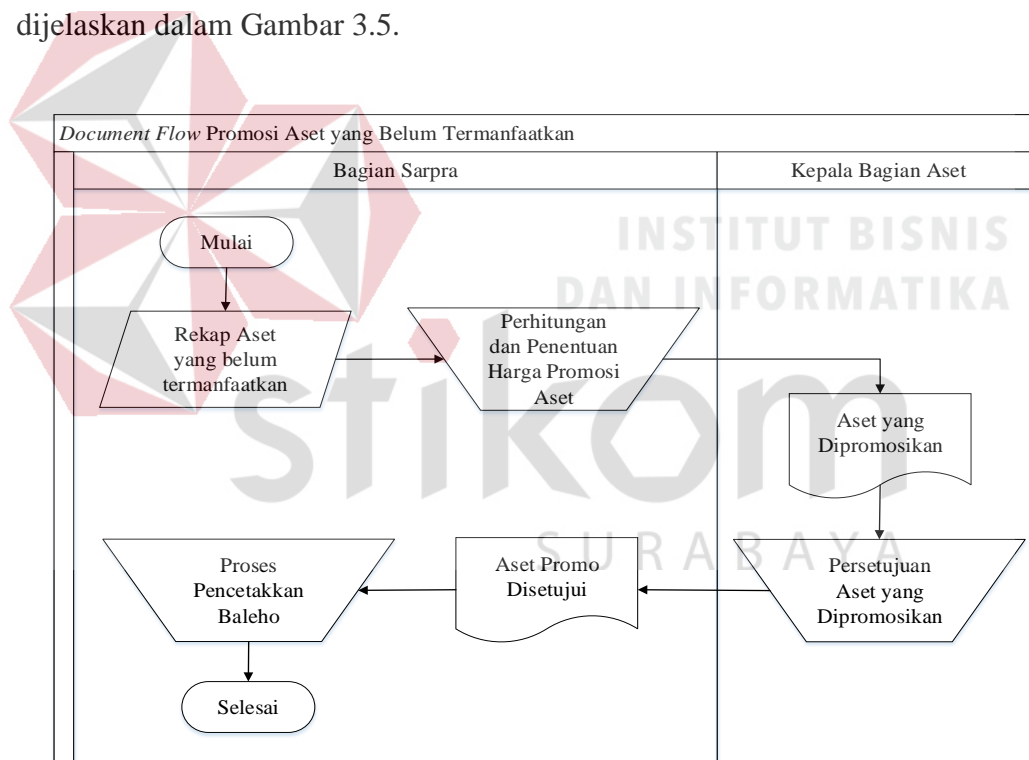 dijelaskan dalam Gambar 3.5.
Document Flow Promosi Aset yang Belum Termanfaatkan
Bagian Sarpra
Kepala Bagian Aset
INSTITUT BISNIS
DAN INFORMATIKA
Mulai
Rekap Aset
yang belum
termanfaatkan
Perhitungan
dan Penentuan
Harga Promosi
Aset
Aset yang
Dipromosikan
stikom
SURABAYA
Proses
Pencetakkan
Baleho
Aset Promo
Disetujui
Persetujuan
Aset yang
Dipromosikan
Selesai